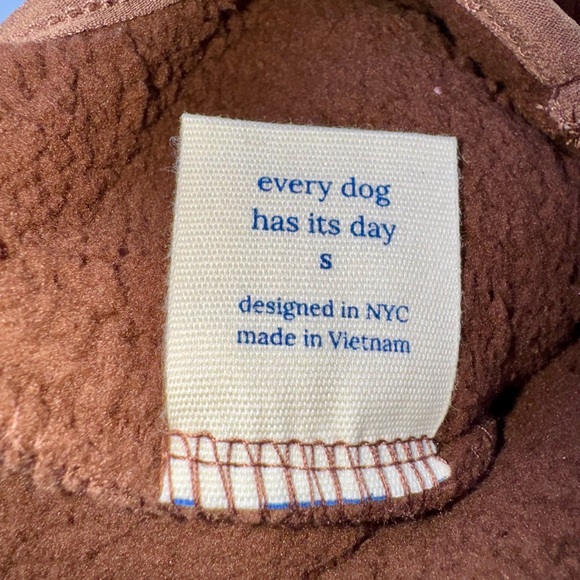 every dog
has its day
s
designed in NYC
made in Vietnam